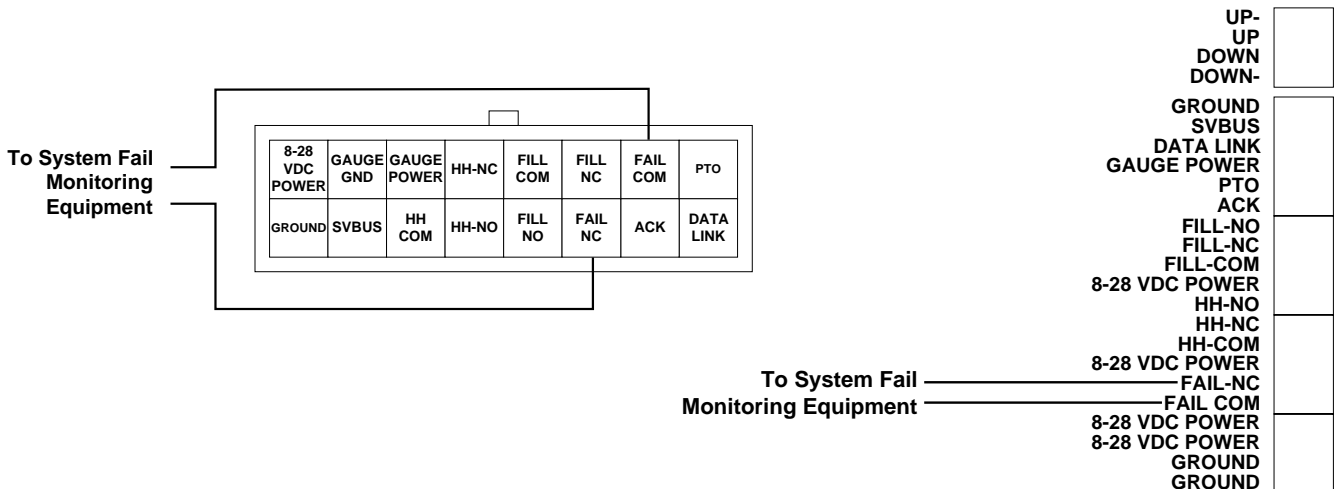 To System Fail
Monitoring
Equipment
8-28
VDC
POWER
GAUGE
GND
GAUGE
POWER
HH-NC
FILL
COM
FILL
NC
FAIL
COM
PTO
GROUND
SVBUS
HH
COM
HH-NO
FILL
NO
FAIL
NC
ACK
DATA
LINK
UP-
UP
DOWN
DOWN-
GROUND
SVBUS
DATA LINK
GAUGE POWER
PTO
ACK
FILL-NO
FILL-NC
FILL-COM
8-28 VDC POWER
HH-NO
HH-NC
HH-COM
8-28 VDC POWER
FAIL-NC
FAIL COM
8-28 VDC POWER
8-28 VDC POWER
GROUND
GROUND
To System Fail
Monitoring Equipment